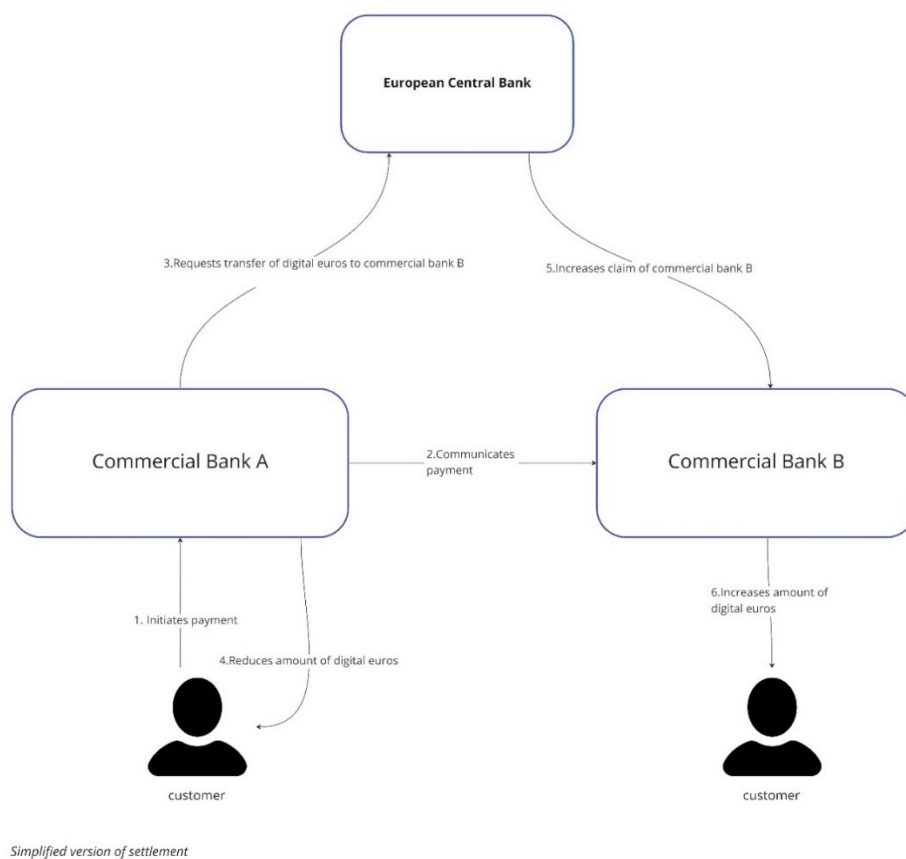 European Central Bank
3.Requests transfer of digital euros to commercial bank B
5.Increases claim of commercial bank B
Commercial Bank A
2.Communicates
payment
Commercial Bank B
1. Initiates payment
4.Reduces amount of digital euros
6.Increases amount of
digital euros
customer
customer
Simplified version of settlement